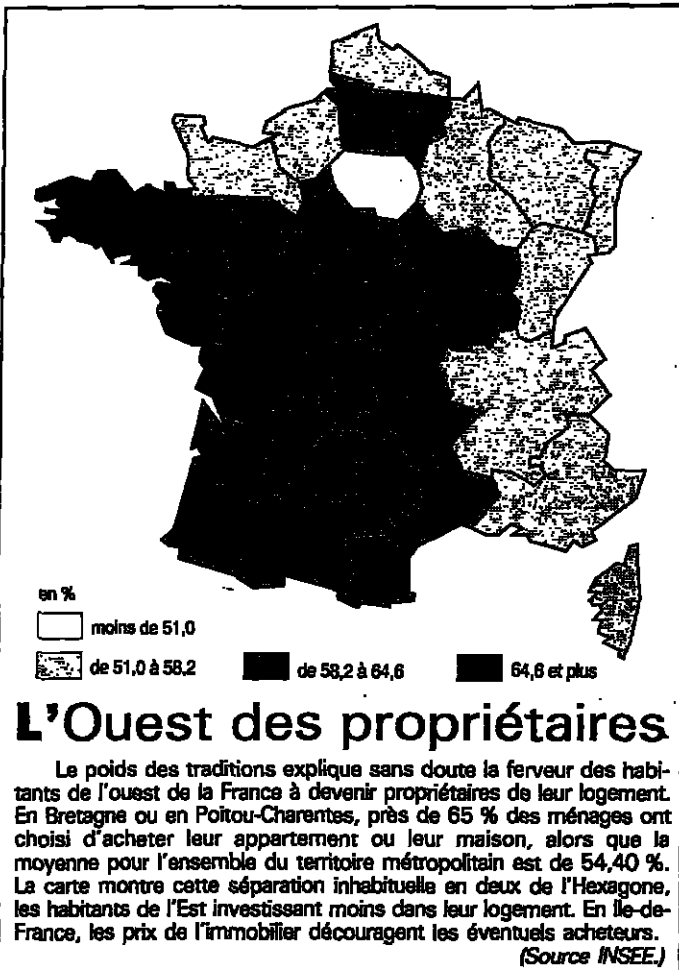 en %
moins de 51,0
de 51,0 à 58,2
de 58,2 à 64,6
64,6 et plus
L'Ouest des propriétaires
Le poids des traditions explique sans doute la ferveur des habi-
tants de l'ouest de la France à devenir propriétaires de leur logement.
En Bretagne ou en Poitou-Charentes, près de 65 % des ménages ont
choisi d'acheter leur appartement ou leur maison, alors que la
moyenne pour l'ensemble du territoire métropolitain est de 54,40 %.
La carte montre cette séparation inhabituelle en deux de l'Hexagone,
les habitants de l'Est investissant moins dans leur logement. En Ile-de-
France, les prix de l'immobilier découragent les éventuels acheteurs.
(Source INSEE.)